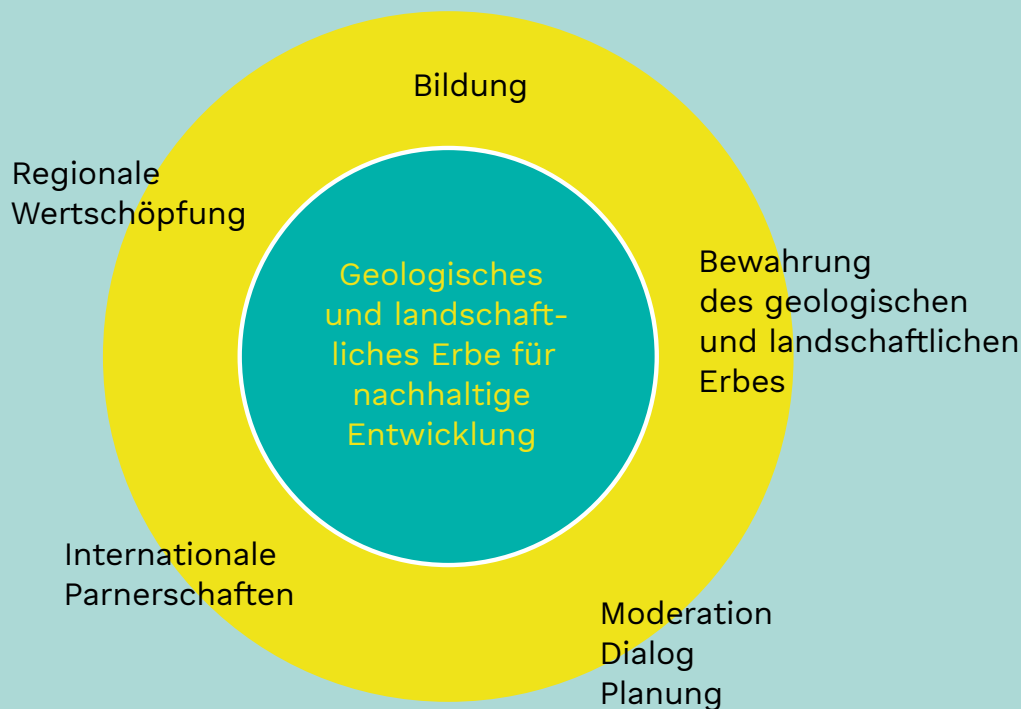 Bildung
Regionale
Wertschöpfung
Geologisches
und landschaft-
liches Erbe für
nachhaltige
Entwicklung
Bewahrung
des geologischen
und landschaftlichen
Erbes
Internationale
Parnerschaften
Moderation
Dialog
Planung